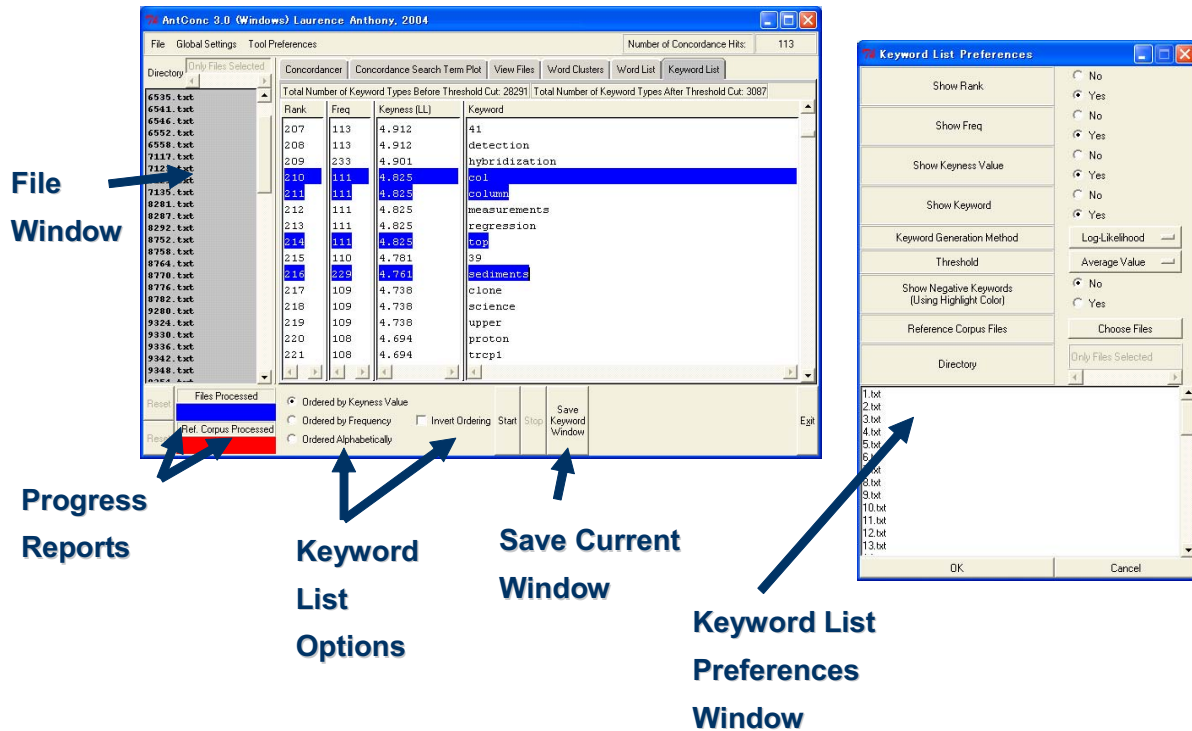 AntConc 3.0 (Windows) Laurence Anthony, 2004
File Global Settings Tool Preferences
Number of Concordance Hits: 113
Directory Only Files Selected
Concordancer Concordance Search Term Plot View Files Word Clusters Word List Keyword List
Total Number of Keyword Types Before Threshold Cut: 28291 Total Number of Keyword Types After Threshold Cut: 3087
Rank Freq Keyness (LL) Keyword
207 113 4.912 41
208 113 4.912 detection
209 233 4.901 hybridization
210 111 4.825 col
211 111 4.825 column
212 111 4.825 measurements
213 111 4.825 regression
214 111 4.825 top
215 110 4.781 39
216 229 4.761 sediments
217 109 4.738 clone
218 109 4.738 science
219 109 4.738 upper
220 108 4.694 proton
221 108 4.694 trcp1
6535.txt
6541.txt
6546.txt
6552.txt
6558.txt
7117.txt
7135.txt
8281.txt
8287.txt
8292.txt
8752.txt
8758.txt
8764.txt
8770.txt
8776.txt
8782.txt
9280.txt
9324.txt
9330.txt
9336.txt
9342.txt
9348.txt
Reset Files Processed
Reset Ref. Corpus Processed
Ordered by Keyness Value
Ordered by Frequency
Ordered Alphabetically
Invert Ordering
Start
Stop
Save
Keyword
Window
Exit
File
Window
Progress
Reports
Keyword
List
Options
Save Current
Window
Keyword List Preferences
Show Rank
No
Yes
Show Freq
No
Yes
Show Keyness Value
No
Yes
Show Keyword
No
Yes
Keyword Generation Method Log-Likelihood
Threshold Average Value
Show Negative Keywords
(Using Highlight Color)
No
Yes
Reference Corpus Files Choose Files
Directory Only Files Selected
1.txt
2.txt
3.txt
4.txt
5.txt
6.txt
8.txt
9.txt
10.txt
11.txt
12.txt
13.txt
OK Cancel
Keyword List
Preferences
Window